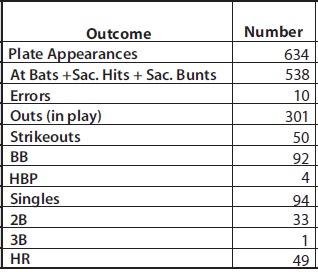 Outcome Number
Plate Appearances 634
At Bats +Sac. Hits + Sac. Bunts 538
Errors 10
Outs (in play) 301
Strikeouts 50
BB 92
HBP 4
Singles 94
2B 33
3B 1
HR 49